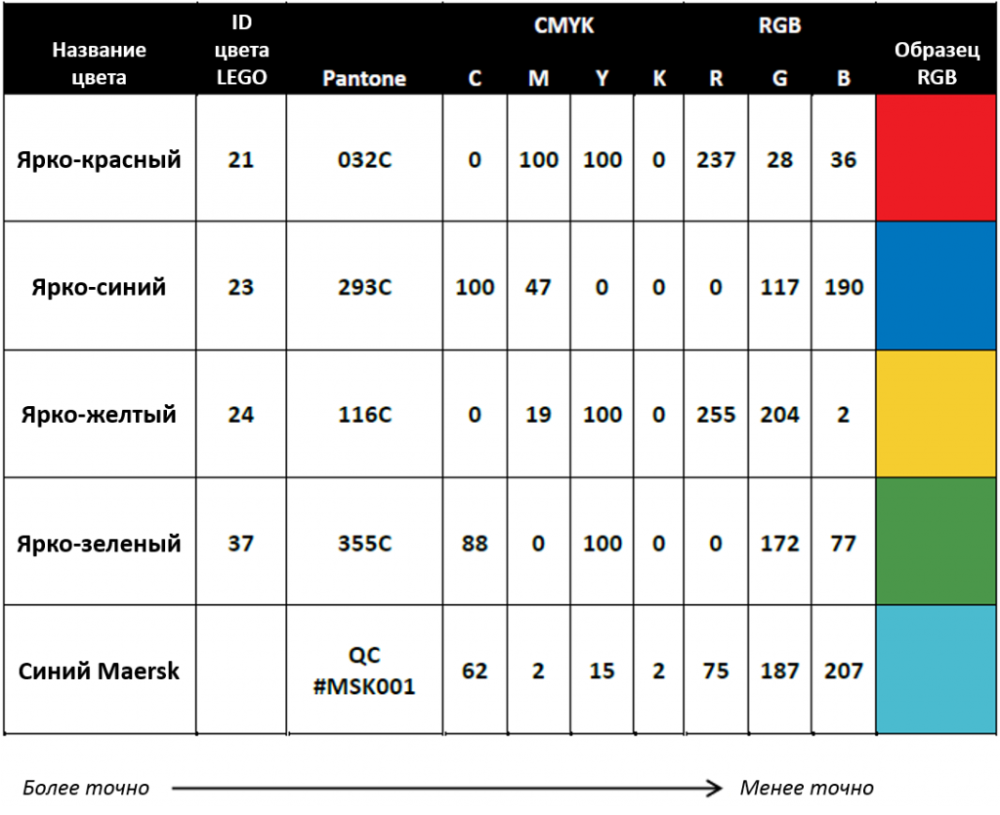 Название цвета ID цвета LEGO Pantone CMYK C M Y K RGB R G B Образец RGB
Ярко-красный 21 032C 0 100 100 0 237 28 36
Ярко-синий 23 293C 100 47 0 0 0 117 190
Ярко-желтый 24 116C 0 19 100 0 255 204 2
Ярко-зеленый 37 355C 88 0 100 0 0 172 77
Синий Maersk QC #MSK001 62 2 15 2 75 187 207
Более точно Менее точно